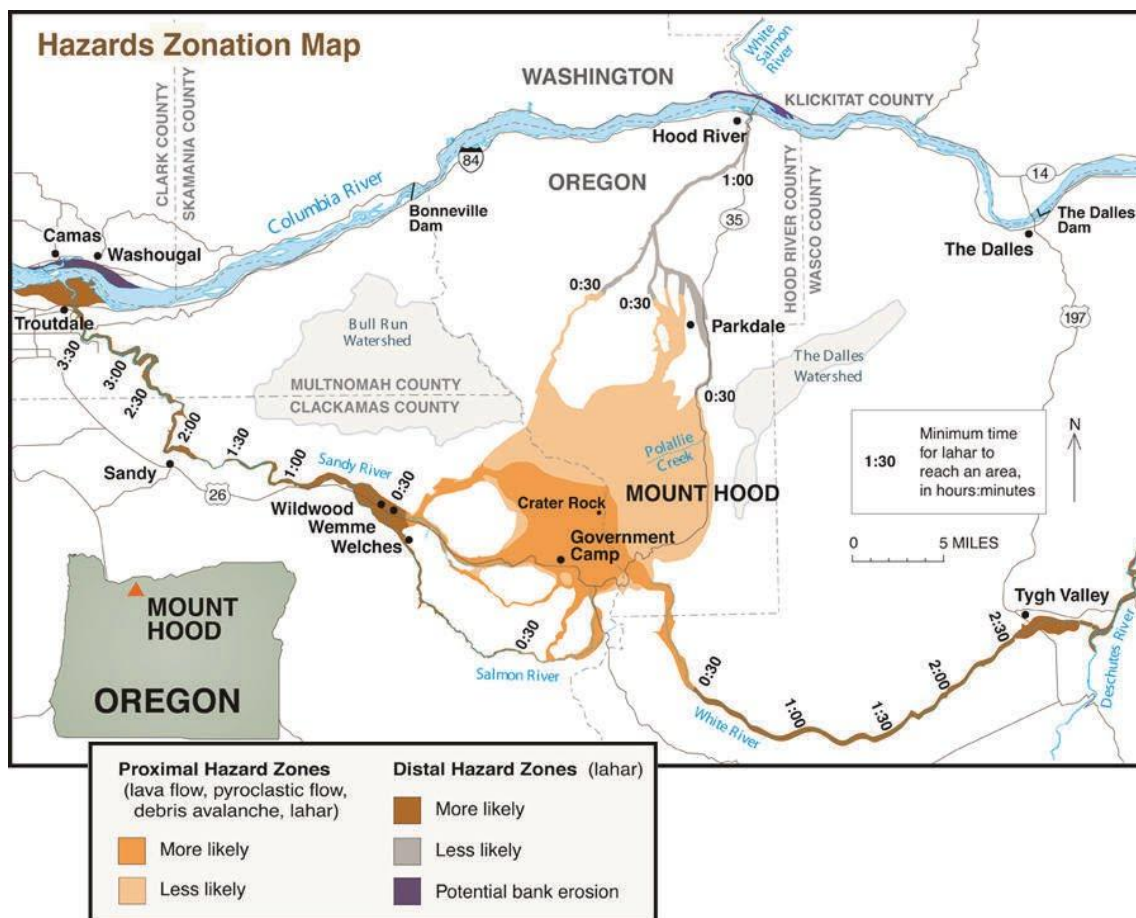 Hazards Zonation Map
White
Salmon
River
WASHINGTON
KLICKITAT COUNTY
CLARK COUNTY
SKAMANIA COUNTY
Hood River
84
OREGON
1:00
14
Columbia River
Bonneville
Dam
35
The Dalles
Dam
Camas
Washougal
HOOD RIVER COUNTY
WASCO COUNTY
The Dalles
0:30
0:30
Troutdale
Bull Run
Watershed
Parkdale
197
3:30
3:00
2:30
2:00
The Dalles
Watershed
MULTNOMAH COUNTY
CLACKAMAS COUNTY
0:30
1:30
Minimum time
for lahar to
reach an area,
in hours:minutes
N
1:30
1:00
Sandy River
0:30
Polallie
Creek
Sandy
26
MOUNT HOOD
Crater Rock
Wildwood
Wemme
Welches
Government
Camp
0 5 MILES
Tygh Valley
MOUNT
HOOD
OREGON
0:30
Salmon River
0:30
White River
1:00
1:30
2:00
2:30
Deschutes River
Proximal Hazard Zones
(lava flow, pyroclastic flow,
debris avalanche, lahar)
More likely
Less likely
Distal Hazard Zones (lahar)
More likely
Less likely
Potential bank erosion